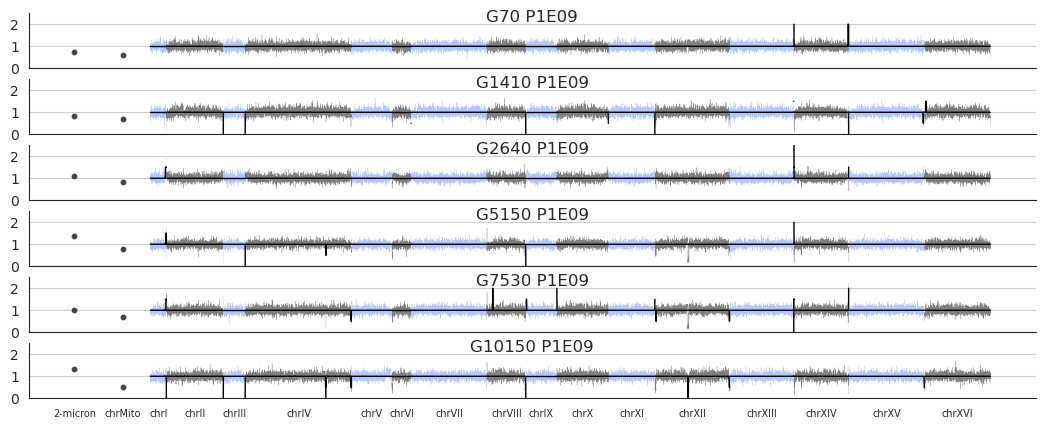 G70 P1E09
2
1
0
G1410 P1E09
2
1
0
G2640 P1E09
2
1
0
G5150 P1E09
2
1
0
G7530 P1E09
2
1
0
G10150 P1E09
2
1
0
2-micron chrMito chrI chrII chrIII chrIV chrV chrVI chrVII chrVIII chrIX chrX chrXI chrXII chrXIII chrXIV chrXV chrXVI